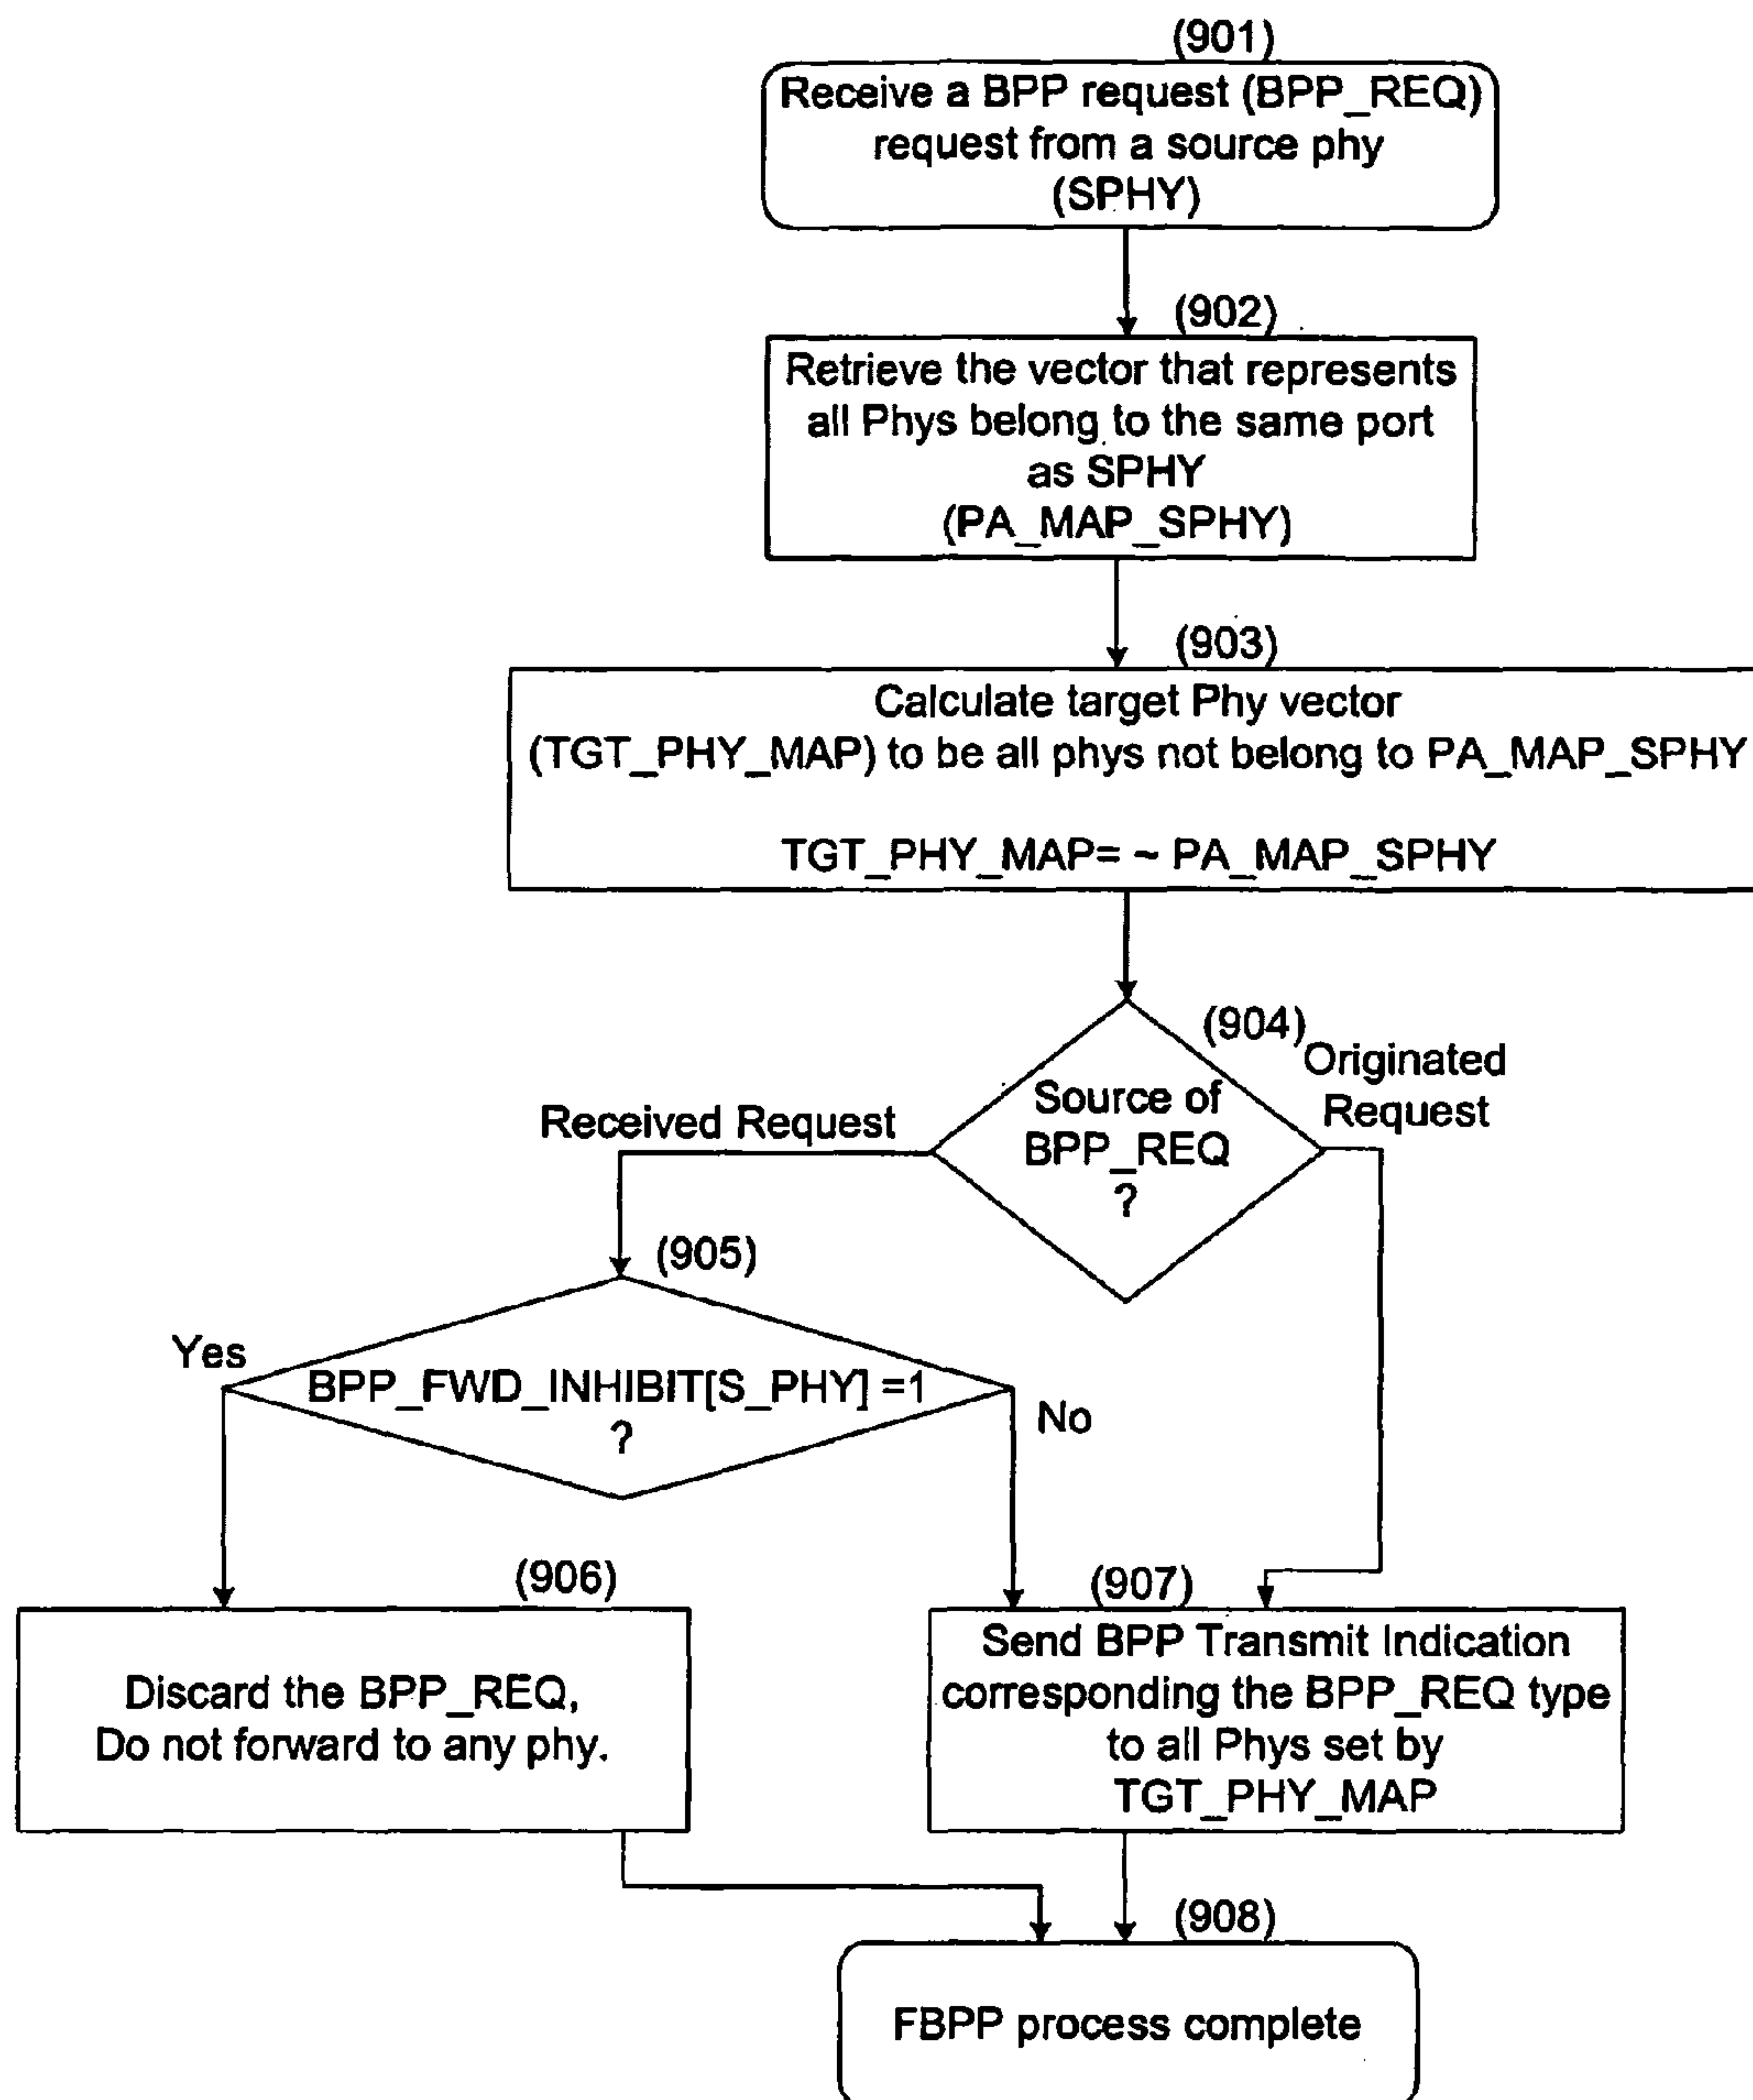 (901)
Receive a BPP request (BPP_REQ)
request from a source phy
(SPHY)
(902)
Retrieve the vector that represents
all Phys belong to the same port
as SPHY
(PA_MAP_SPHY)
(903)
Calculate target Phy vector
(TGT_PHY_MAP) to be all phys not belong to PA_MAP_SPHY
TGT_PHY_MAP= ~ PA_MAP_SPHY
(904)
Originated
Request
Source of
BPP_REQ
?
Received Request
(905)
Yes
BPP_FWD_INHIBIT[S_PHY] =1
?
No
(906)
Discard the BPP_REQ,
Do not forward to any phy.
(907)
Send BPP Transmit Indication
corresponding the BPP_REQ type
to all Phys set by
TGT_PHY_MAP
(908)
FBPP process complete